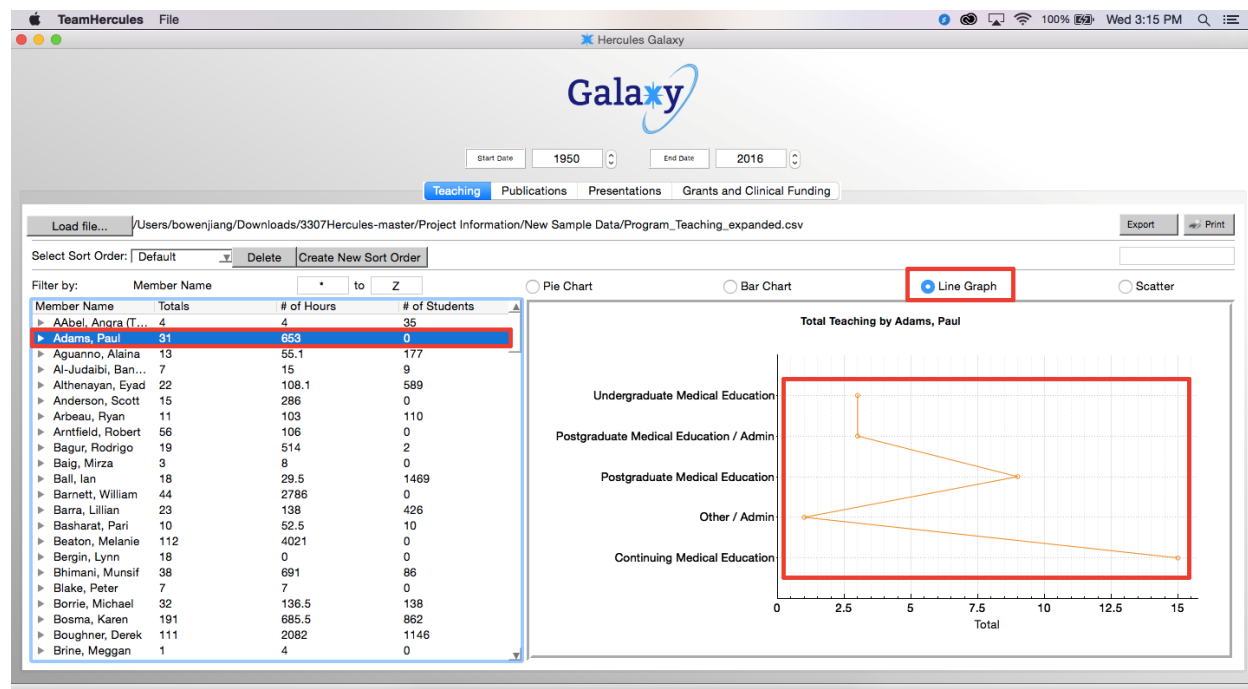 TeamHercules File 100% Wed 3:15 PM
Hercules Galaxy
Galaxy
Start Date 1950 End Date 2016
Teaching Publications Presentations Grants and Clinical Funding
Load file... /Users/bowenjiang/Downloads/3307Hercules-master/Project Information/New Sample Data/Program_Teaching_expanded.csv Export Print
Select Sort Order: Default Delete Create New Sort Order
Filter by: Member Name * to Z Pie Chart Bar Chart Line Graph Scatter
Member Name Totals # of Hours # of Students
AAbel, Angra (T... 4 4 35
Adams, Paul 31 653 0
Aguanno, Alaina 13 55.1 177
Al-Judaibi, Ban... 7 15 9
Althenayan, Eyad 22 108.1 589
Anderson, Scott 15 286 0
Arbeau, Ryan 11 103 110
Arntfield, Robert 56 106 0
Bagur, Rodrigo 19 514 2
Baig, Mirza 3 8 0
Ball, Ian 18 29.5 1469
Barnett, William 44 2786 0
Barra, Lillian 23 138 426
Basharat, Pari 10 52.5 10
Beaton, Melanie 112 4021 0
Bergin, Lynn 18 0 0
Bhimani, Munsif 38 691 86
Blake, Peter 7 7 0
Borrie, Michael 32 136.5 138
Bosma, Karen 191 685.5 862
Boughner, Derek 111 2082 1146
Brine, Meggan 1 4 0
Total Teaching by Adams, Paul
Undergraduate Medical Education
Postgraduate Medical Education / Admin
Postgraduate Medical Education
Other / Admin
Continuing Medical Education
0 2.5 5 7.5 10 12.5 15
Total